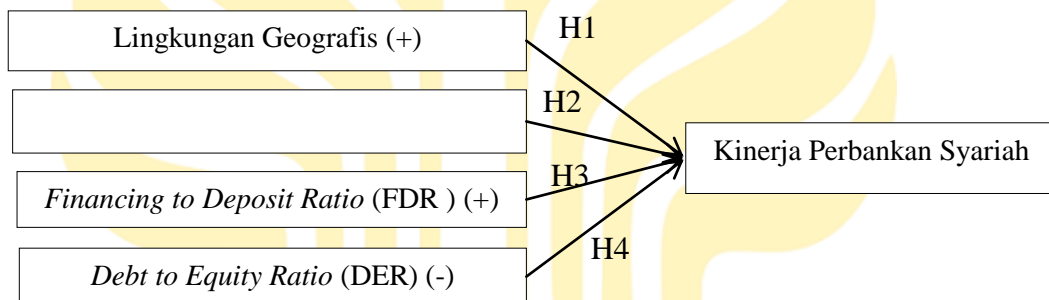 Lingkungan Geografis (+)
H1
H2
Kinerja Perbankan Syariah
H3
Financing to Deposit Ratio (FDR ) (+)
H4
Debt to Equity Ratio (DER) (-)